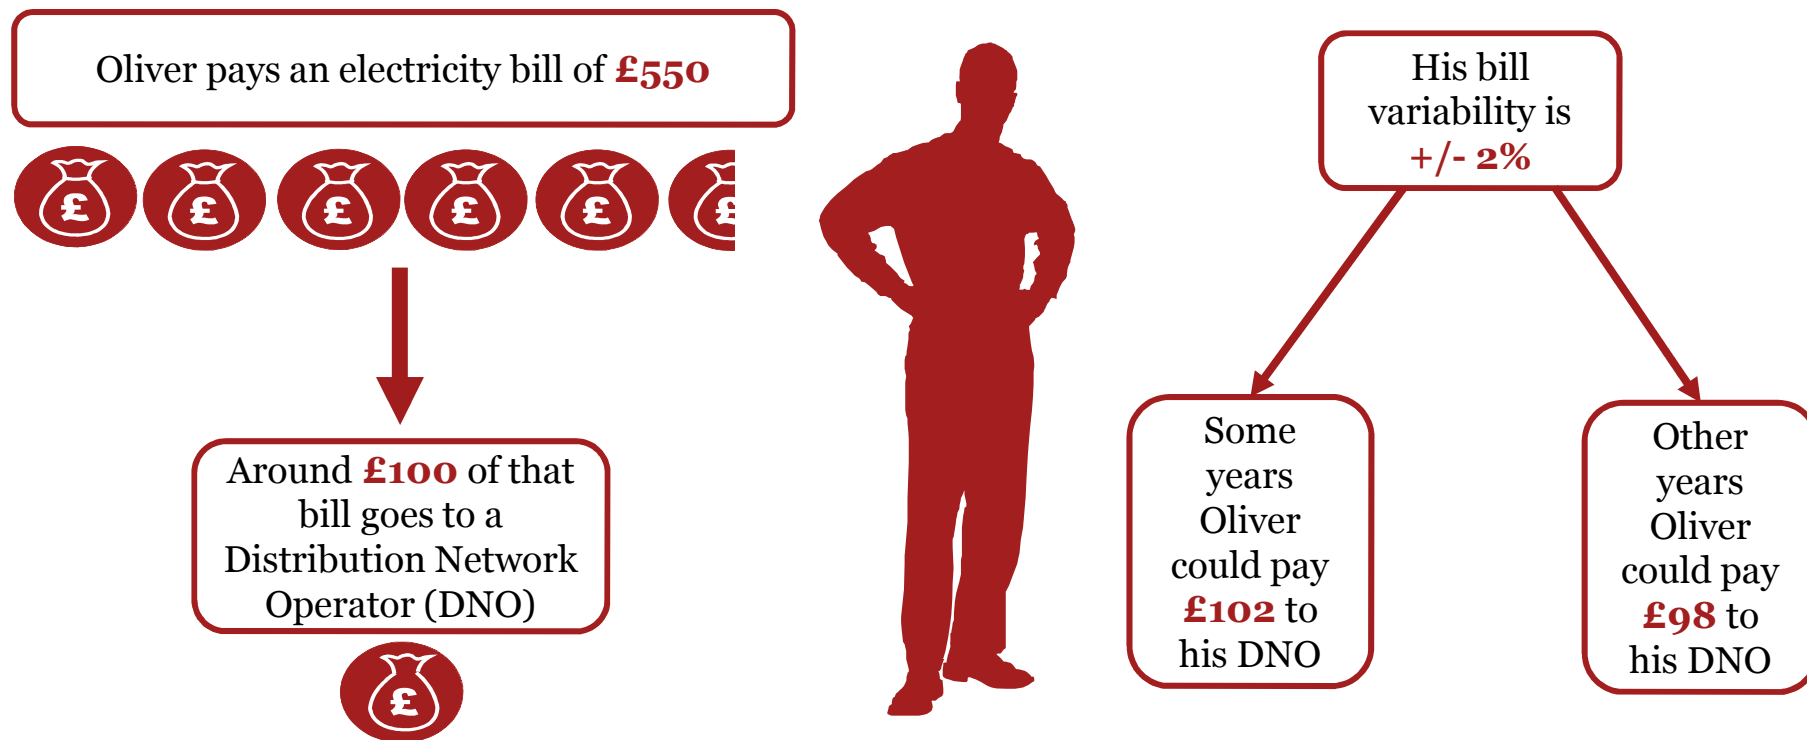 Oliver pays an electricity bill of £550
£
£
£
£
£
£
Around £100 of that
bill goes to a
Distribution Network
Operator (DNO)
£
His bill
variability is
+/- 2%
Some
years
Oliver
could pay
£102 to
his DNO
Other
years
Oliver
could pay
£98 to
his DNO